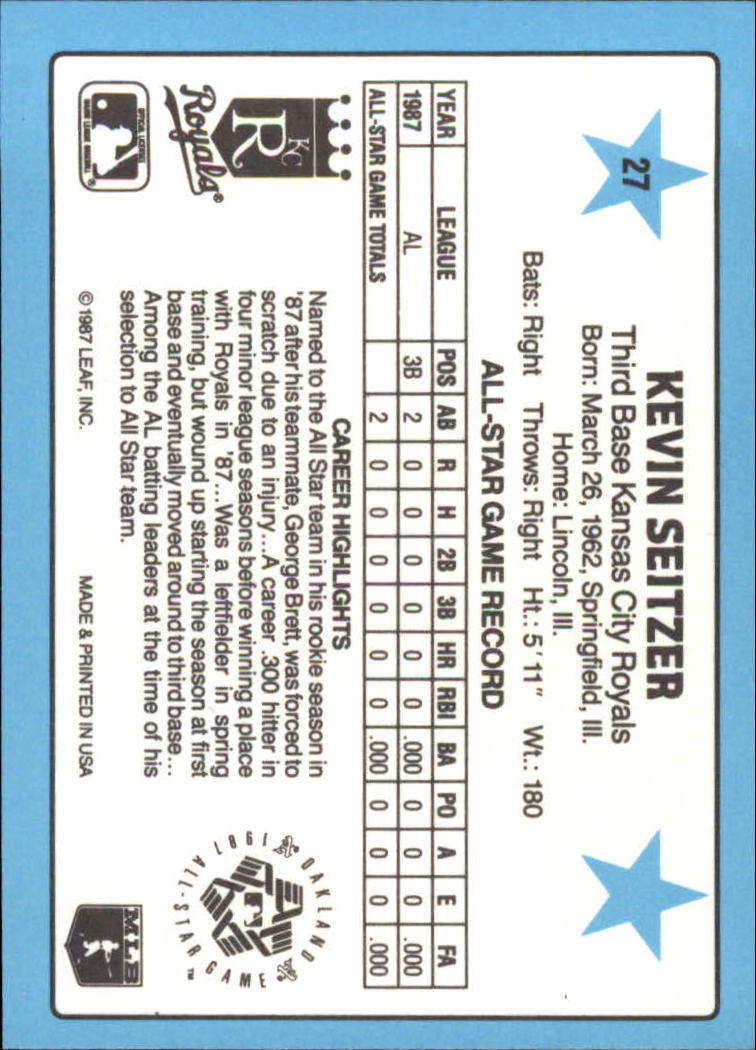 27
KEVIN SEITZER
Third Base Kansas City Royals
Born: March 26, 1962, Springfield, Ill.
Home: Lincoln, Ill.
Bats: Right Throws: Right Ht.: 5'11" Wt.: 180
ALL-STAR GAME RECORD
YEAR LEAGUE POS AB R H 2B 3B HR RBI BA PO A E FA
1987 AL 3B 2 0 0 0 0 0 0 .000 0 0 0 .000
ALL-STAR GAME TOTALS 2 0 0 0 0 0 0 .000 0 0 0 .000
KC
R
Royals®
OFFICIAL LICENSEE
MAJOR LEAGUE BASEBALL
®
CAREER HIGHLIGHTS
Named to the All Star team in his rookie season in
'87 after his teammate, George Brett, was forced to
scratch due to an injury...A career .300 hitter in
four minor league seasons before winning a place
with Royals in '87...Was a leftfielder in spring
training, but wound up starting the season at first
base and eventually moved around to third base...
Among the AL batting leaders at the time of his
selection to All Star team.
1987 A's OAKLAND A's
ALL-STAR GAME ™
MLB
© 1987 LEAF, INC. MADE & PRINTED IN USA